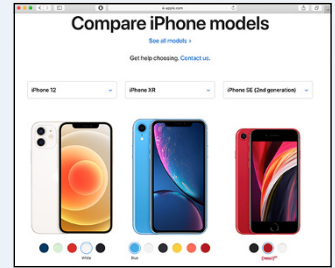 Compare iPhone models
See all models >
Get help choosing. Contact us.
iPhone 12
iPhone XR
iPhone SE (2nd generation)
White
Blue
(PRODUCT)